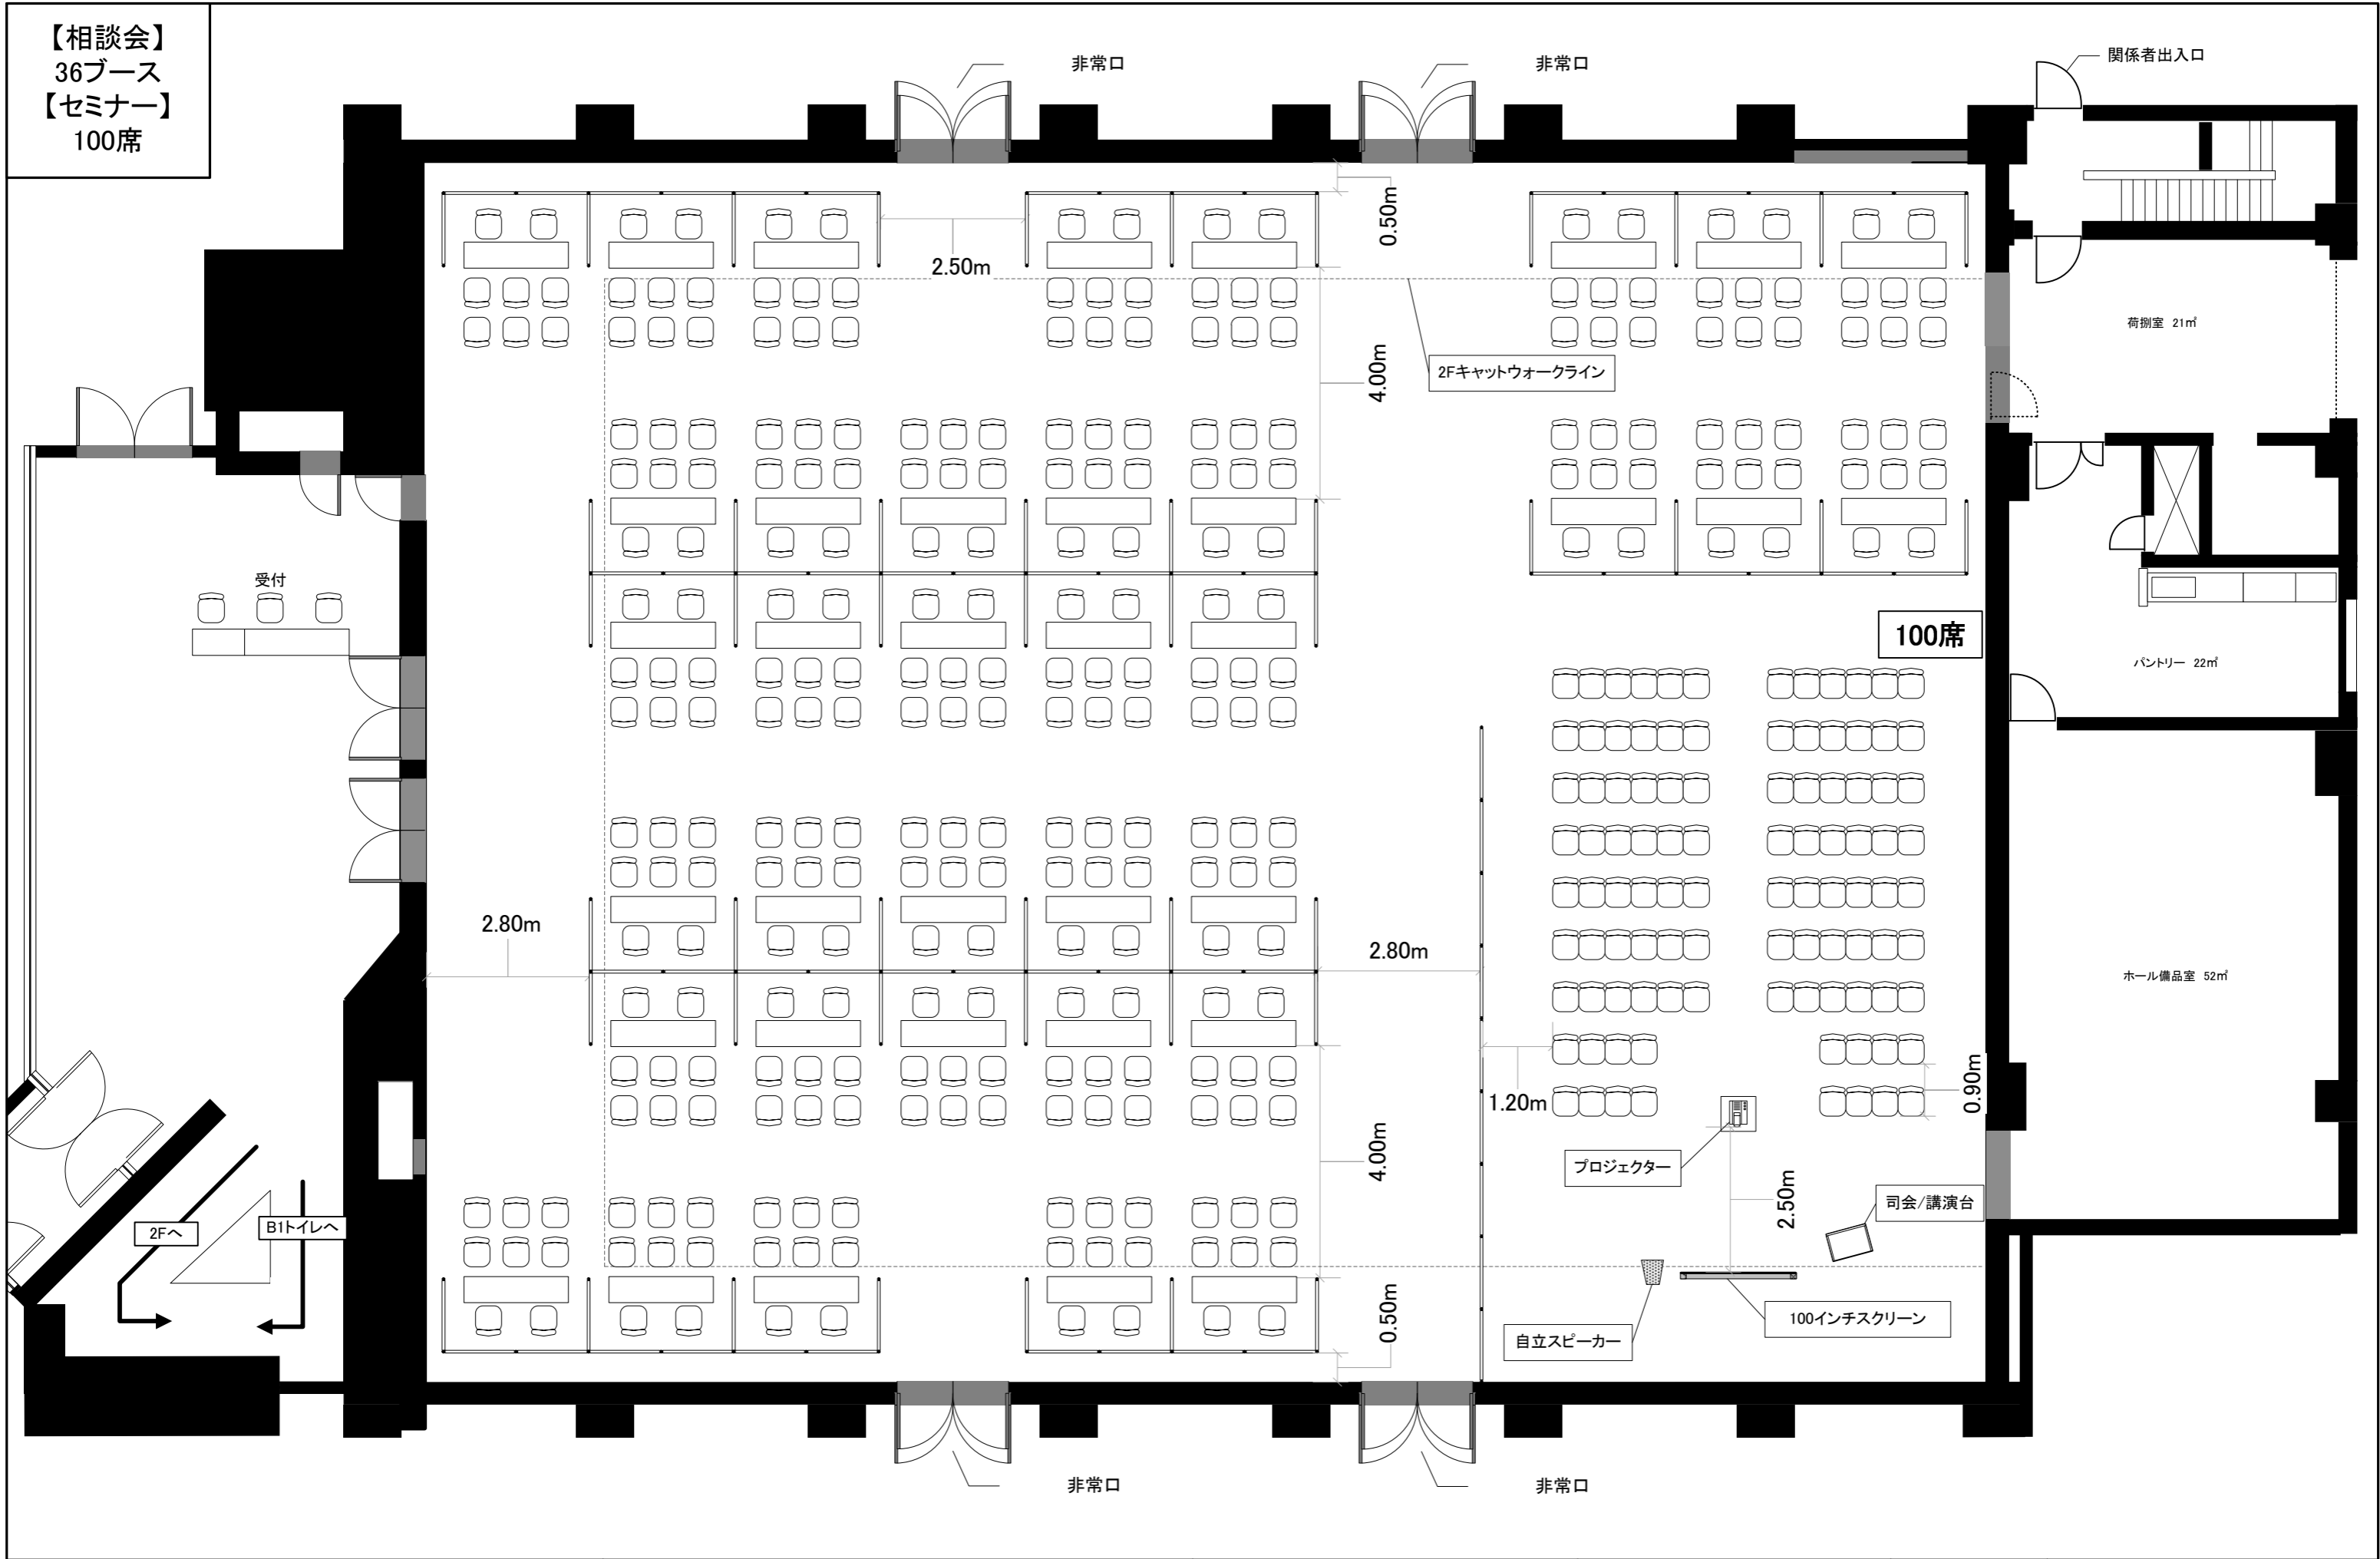 【相談会】
36ブース
【セミナー】
100席
非常口
非常口
関係者出入口
0.50m
2.50m
荷捌室 21㎡
4.00m
2Fキャットウォークライン
受付
100席
パントリー 22㎡
2.80m
2.80m
ホール備品室 52㎡
1.20m
0.90m
プロジェクター
4.00m
2.50m
司会/講演台
2Fへ
B1トイレへ
0.50m
100インチスクリーン
自立スピーカー
非常口
非常口